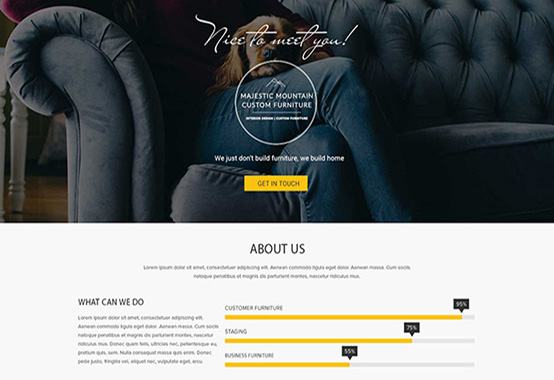 Nice to meet you!
MAJESTIC MOUNTAIN
CUSTOM FURNITURE
INTERIOR DESIGN | CUSTOM FURNITURE
We just don't build furniture, we build home
GET IN TOUCH
ABOUT US
Lorem ipsum dolor sit amet, consectetuer adipiscing elit. Aenean commodo ligula eget dolor. Aenean massa. Cum sociis
natoque penatibus et magnis dis parturient montes, nascetur ridiculus mus.
WHAT CAN WE DO
Lorem ipsum dolor sit amet, consectetuer adipiscing elit.
Aenean commodo ligula eget dolor. Aenean massa. Cum sociis
natoque penatibus et magnis dis parturient montes, nascetur
ridiculus mus. Donec quam felis, ultricies nec, pellentesque eu,
pretium quis, sem. Nulla consequat massa quis enim. Donec
pede justo, fringilla vel, aliquet nec, vulputate eget, arcu.
CUSTOMER FURNITURE
95%
STAGING
75%
BUSINESS FURNITURE
55%